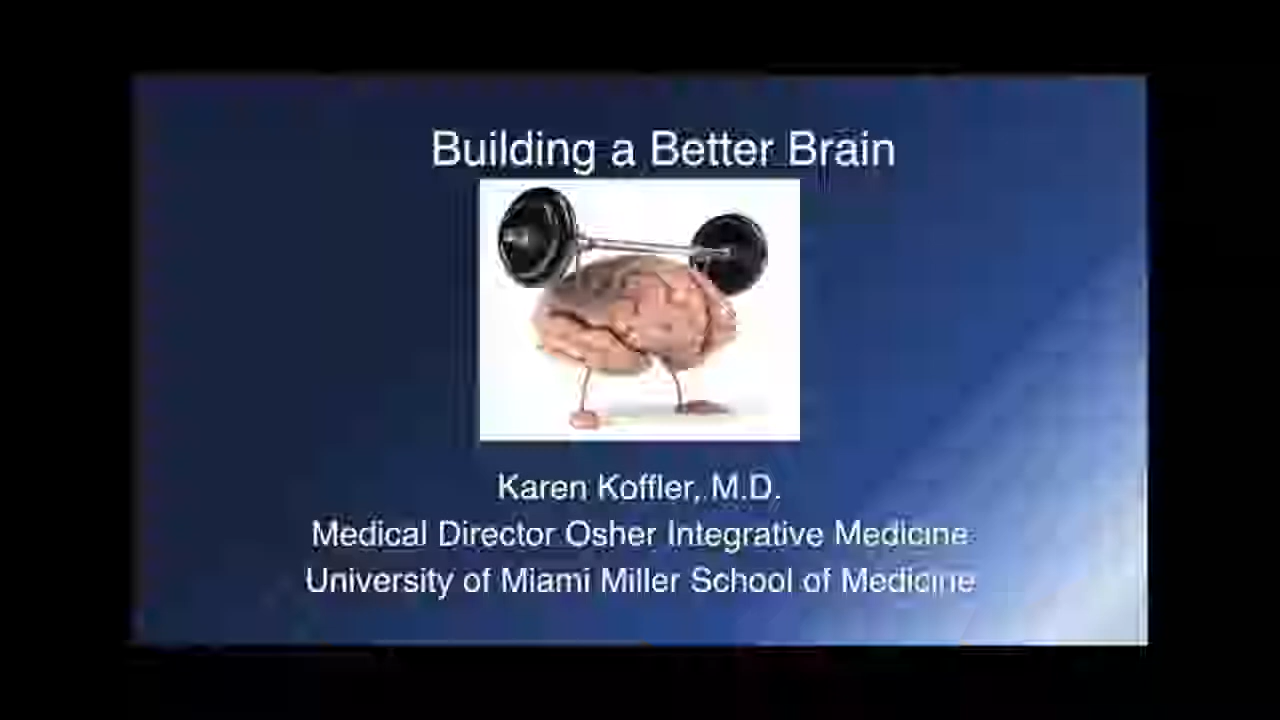 Building a Better Brain
Karen Koffler, M.D.
Medical Director Osher Integrative Medicine
University of Miami Miller School of Medicine